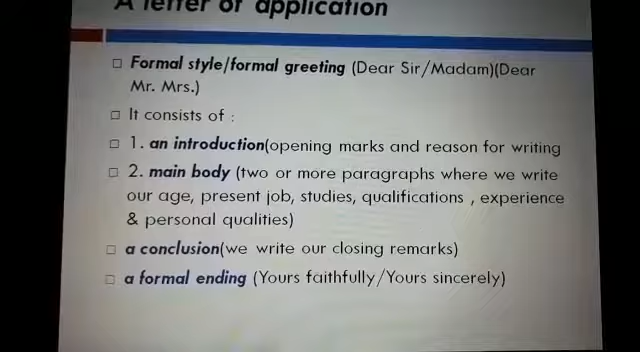 A letter of application
□ Formal style/formal greeting (Dear Sir/Madam)(Dear
Mr. Mrs.)
□ It consists of :
□ 1. an introduction(opening marks and reason for writing
□ 2. main body (two or more paragraphs where we write
our age, present job, studies, qualifications , experience
& personal qualities)
□ a conclusion(we write our closing remarks)
□ a formal ending (Yours faithfully/Yours sincerely)